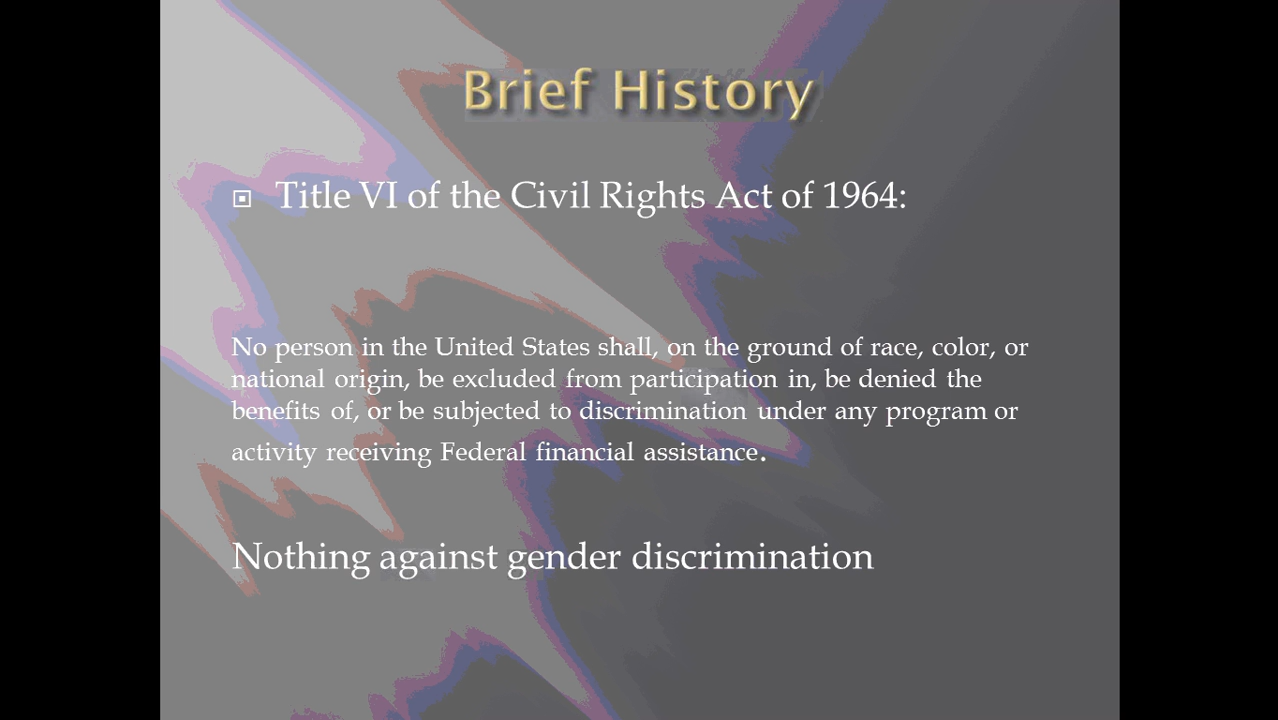 Brief History
Title VI of the Civil Rights Act of 1964:
No person in the United States shall, on the ground of race, color, or
national origin, be excluded from participation in, be denied the
benefits of, or be subjected to discrimination under any program or
activity receiving Federal financial assistance.
Nothing against gender discrimination